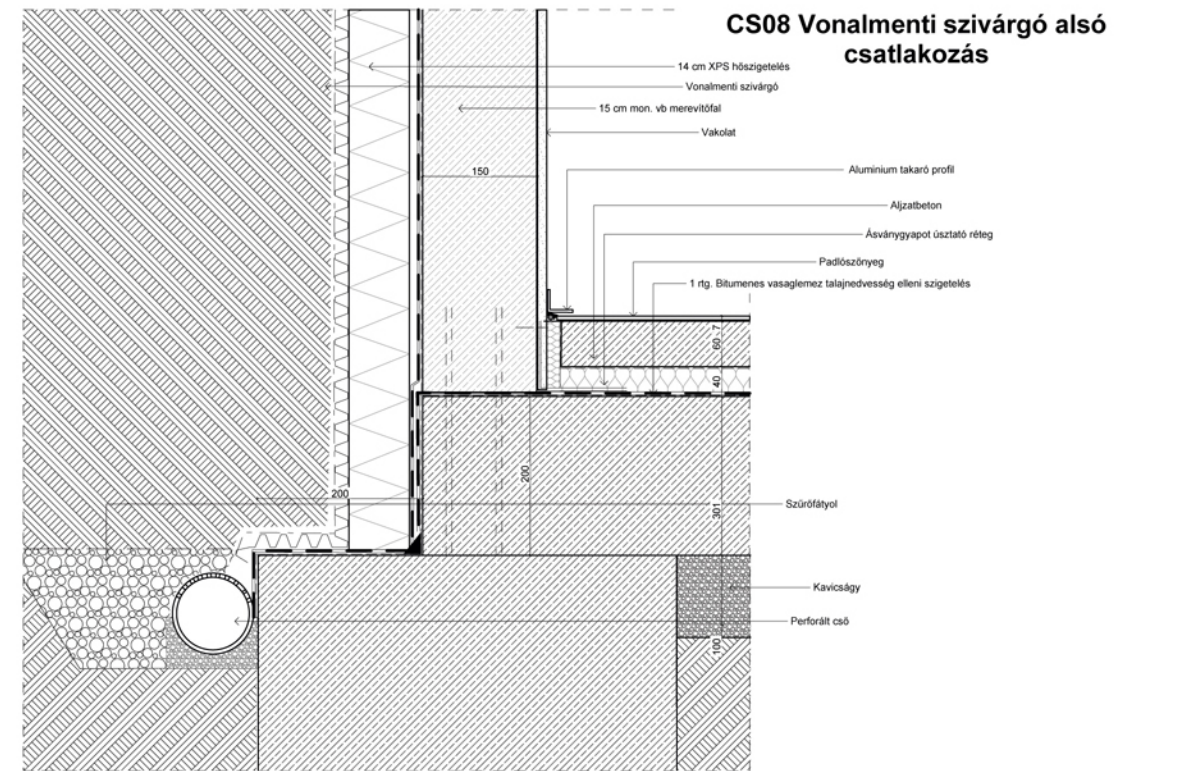 CS08 Vonalmenti szivárgó alsó
csatlakozás
14 cm XPS hőszigetelés
Vonalmenti szivárgó
15 cm mon. vb merevítőfal
Vakolat
150
Aluminium takaró profil
Aljzatbeton
Ásványgyapot úsztató réteg
Padlószőnyeg
1 rtg. Bitumenes vasaglemez talajnedvesség elleni szigetelés
7
60
40
200
200
301
Szűrőfátyol
Kavicságy
Perforált cső
100